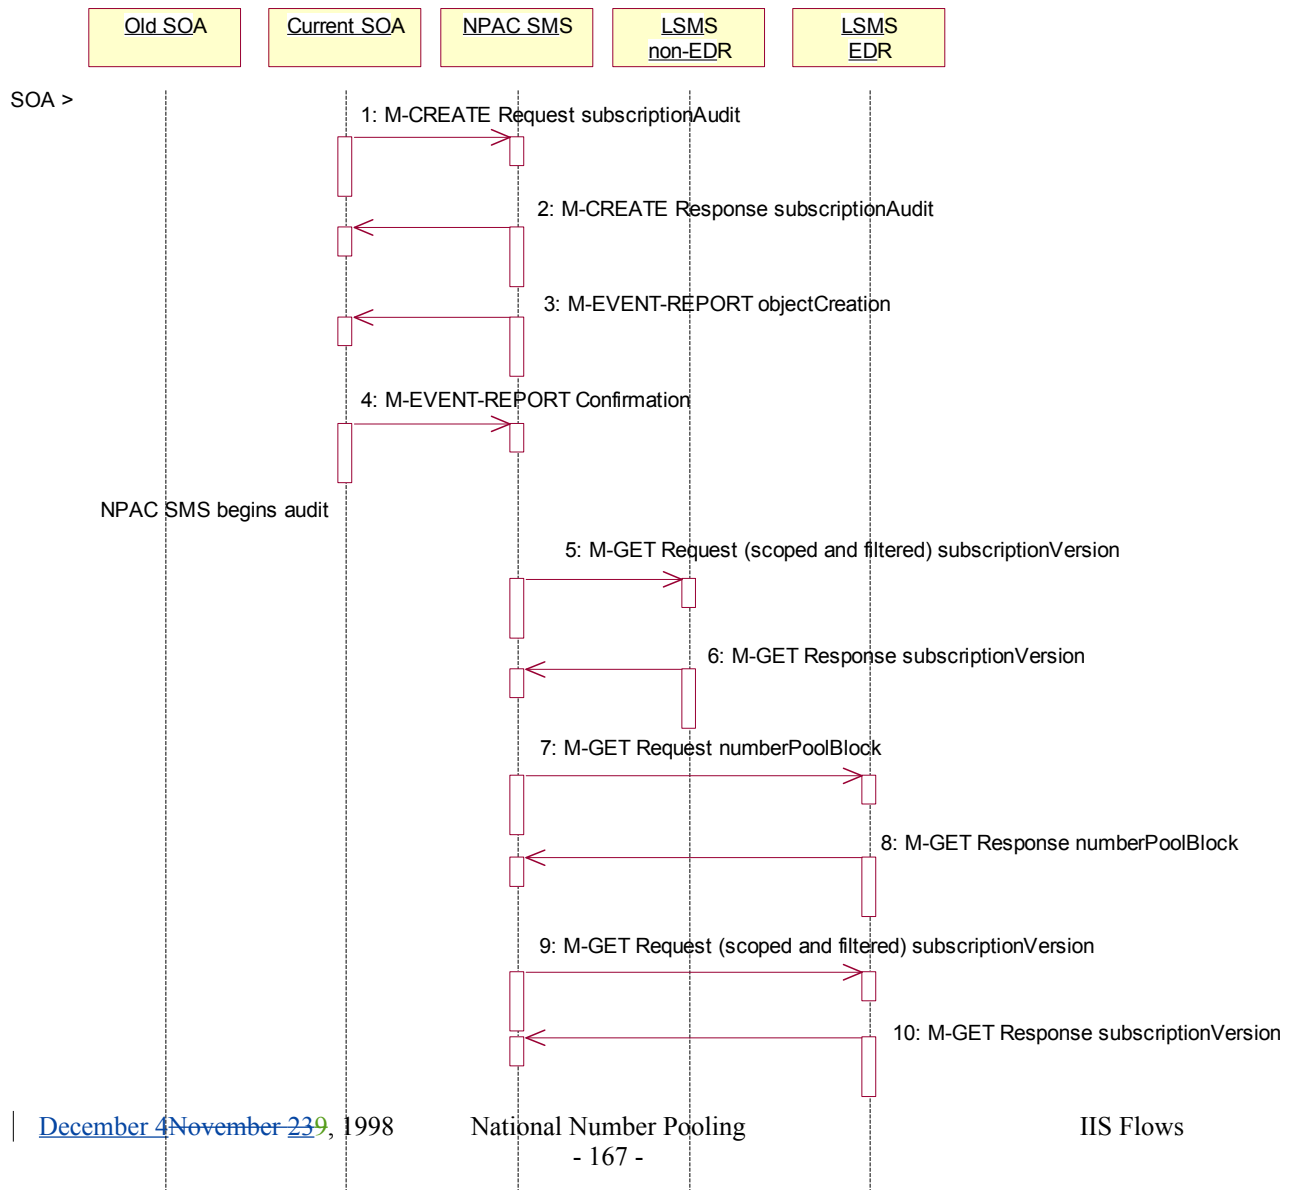 Old SOA
Current SOA
NPAC SMS
LSMS
non-EDR
LSMS
EDR
SOA >
1: M-CREATE Request subscriptionAudit
2: M-CREATE Response subscriptionAudit
3: M-EVENT-REPORT objectCreation
4: M-EVENT-REPORT Confirmation
NPAC SMS begins audit
5: M-GET Request (scoped and filtered) subscriptionVersion
6: M-GET Response subscriptionVersion
7: M-GET Request numberPoolBlock
8: M-GET Response numberPoolBlock
9: M-GET Request (scoped and filtered) subscriptionVersion
10: M-GET Response subscriptionVersion
December 4November 239, 1998 National Number Pooling IIS Flows
- 167 -